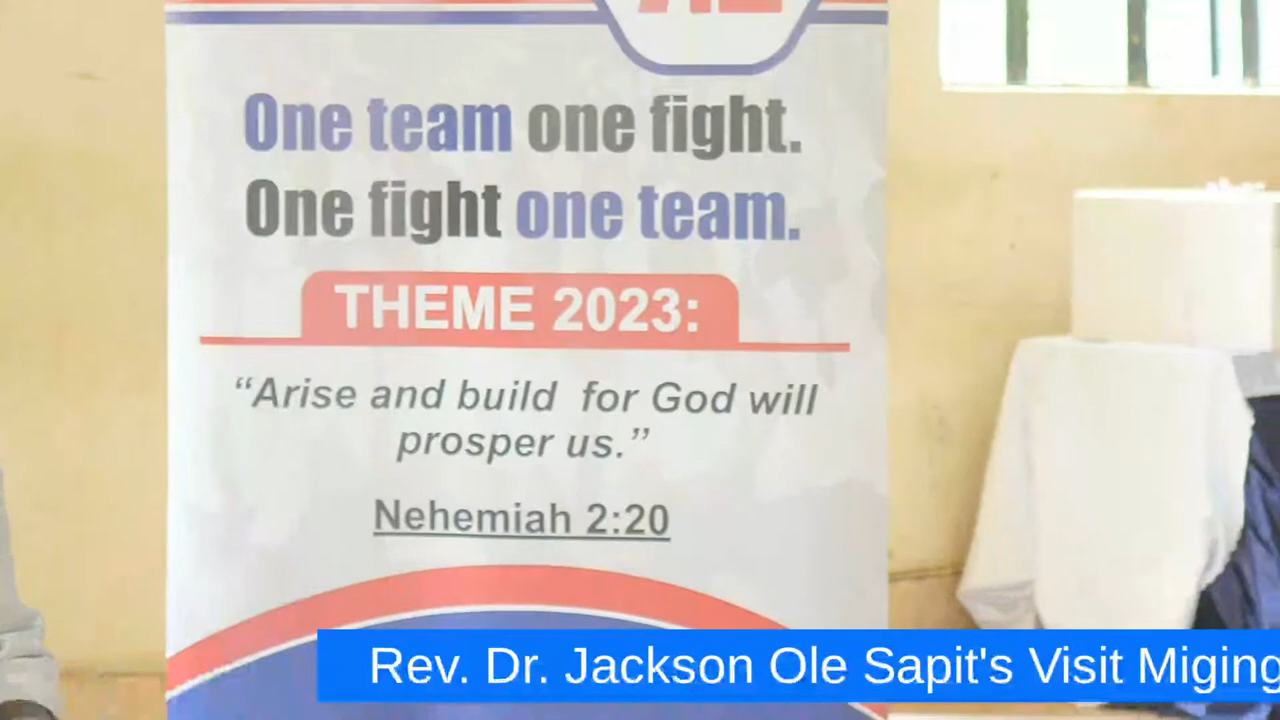 One team one fight.
One fight one team.
THEME 2023:
“Arise and build for God will
prosper us.”
Nehemiah 2:20
Rev. Dr. Jackson Ole Sapit's Visit Miging